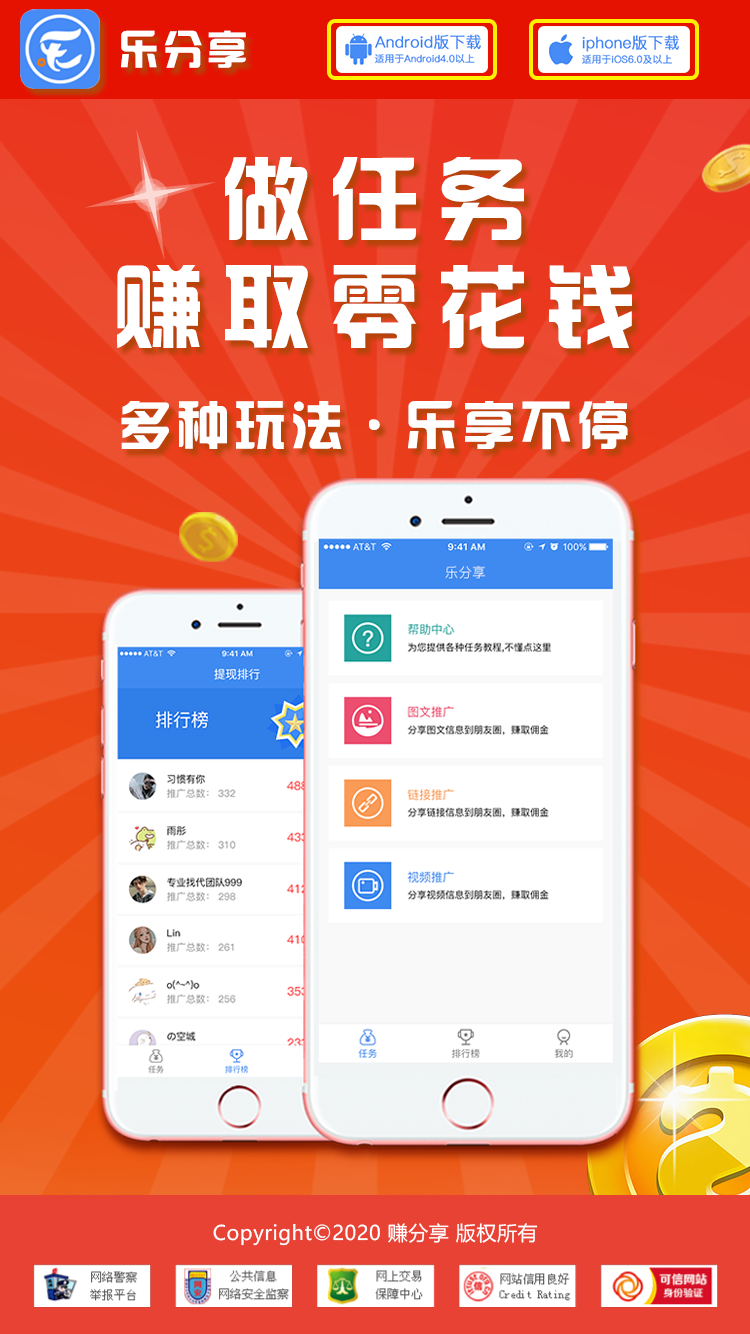 乐分享
Android版下载
适用于Android4.0以上
iphone版下载
适用于iOS6.0及以上
做任务
赚取零花钱
多种玩法·乐享不停
AT&T
9:41 AM
提现排行
排行榜
习惯有你
推广总数： 332
488
雨彤
推广总数： 310
433
专业找代团队999
推广总数： 298
412
Lin
推广总数： 261
410
o(^~^)o
推广总数： 256
353
の空城
任务
排行榜
AT&T
9:41 AM
100%
乐分享
帮助中心
为您提供各种任务教程,不懂点这里
图文推广
分享图文信息到朋友圈，赚取佣金
链接推广
分享链接信息到朋友圈，赚取佣金
视频推广
分享视频信息到朋友圈，赚取佣金
任务
排行榜
我的
Copyright©2020 赚分享 版权所有
网络警察
举报平台
公共信息
网络安全监察
网上交易
保障中心
网站信用良好
Credit Rating
可信网站
身份验证